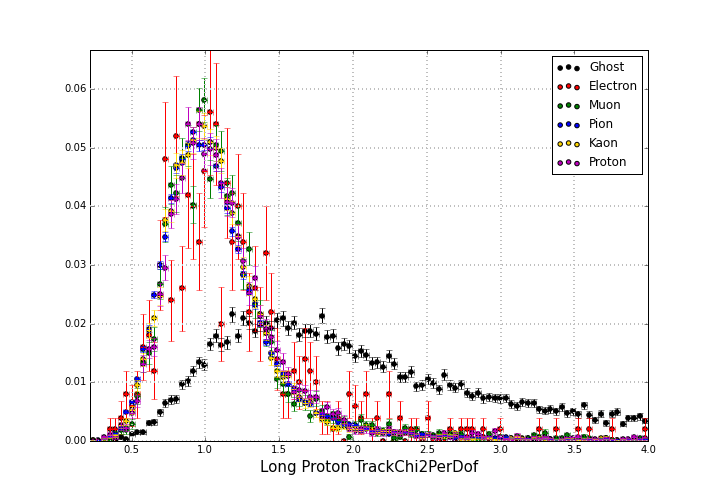 0.06
0.05
0.04
0.03
0.02
0.01
0.00
Ghost
Electron
Muon
Pion
Kaon
Proton
0.5 1.0 1.5 2.0 2.5 3.0 3.5 4.0
Long Proton TrackChi2PerDof